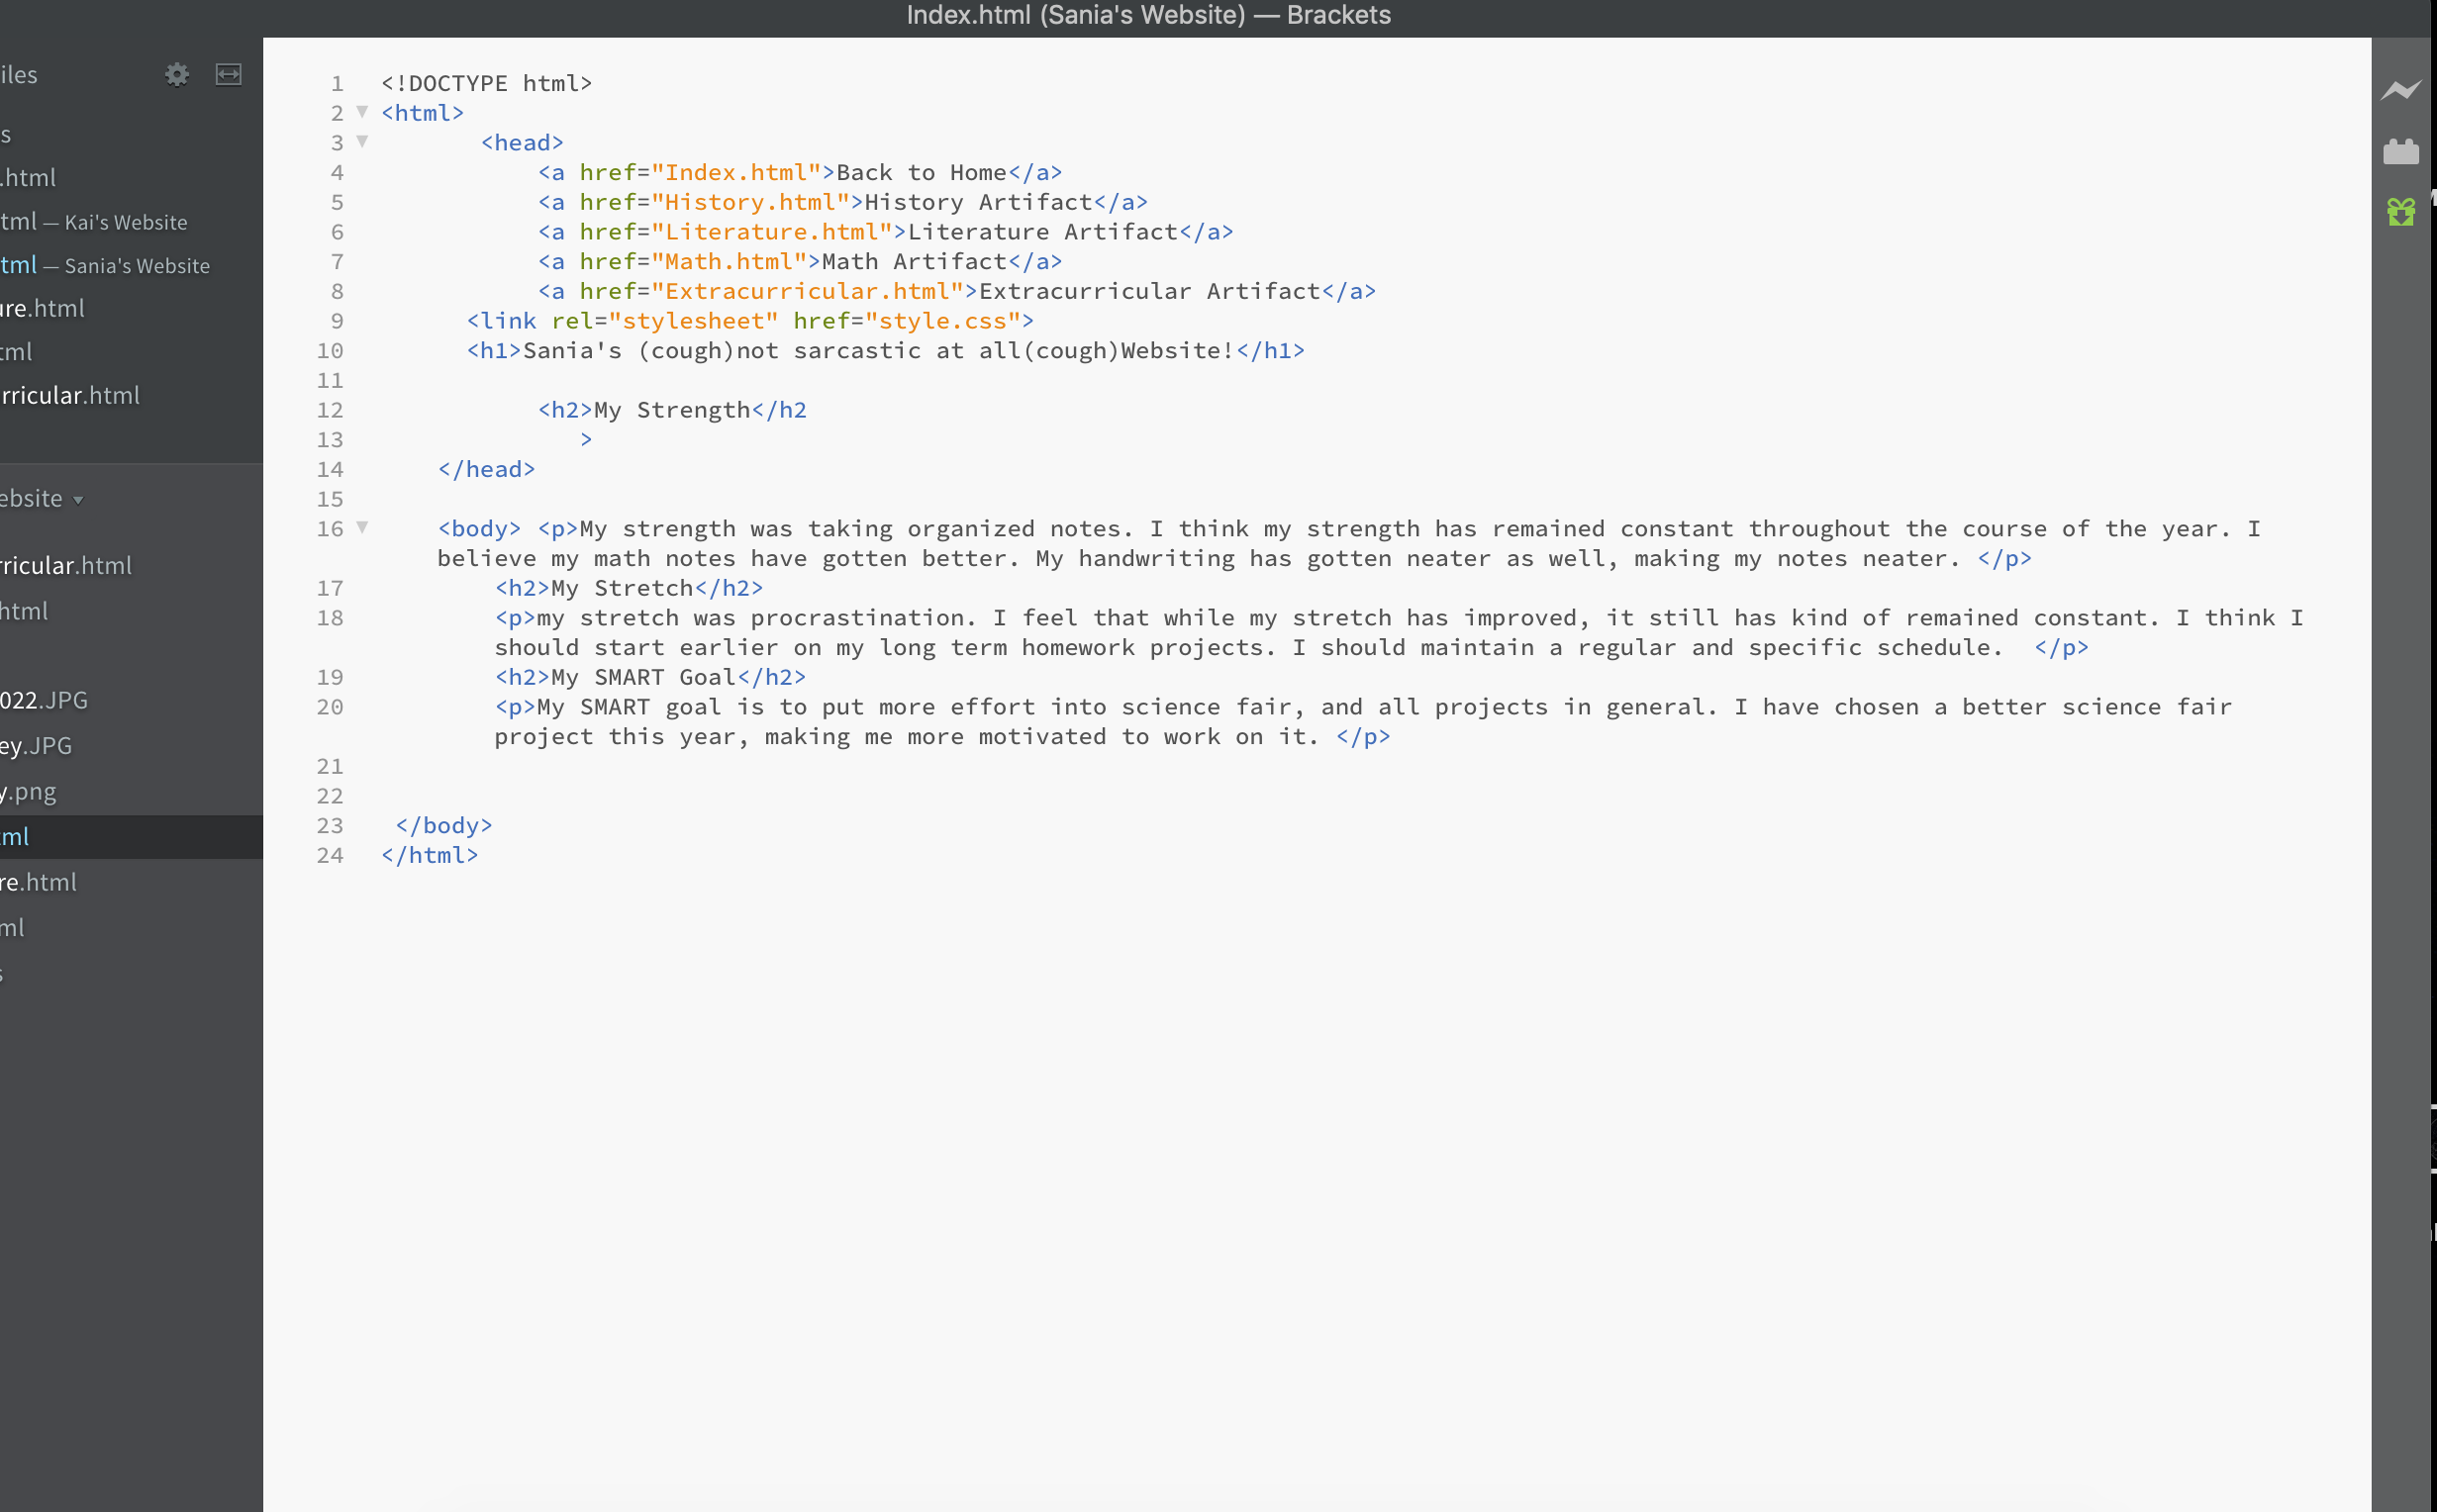 Index.html (Sania's Website) — Brackets
iles
s
.html
tml — Kai's Website
tml — Sania's Website
ure.html
tml
rricular.html
ebsite
rricular.html
html
022.JPG
ey.JPG
y.png
tml
re.html
ml
s
1 <!DOCTYPE html>
2 <html>
3 <head>
4 <a href="Index.html">Back to Home</a>
5 <a href="History.html">History Artifact</a>
6 <a href="Literature.html">Literature Artifact</a>
7 <a href="Math.html">Math Artifact</a>
8 <a href="Extracurricular.html">Extracurricular Artifact</a>
9 <link rel="stylesheet" href="style.css">
10 <h1>Sania's (cough)not sarcastic at all(cough)Website!</h1>
11
12 <h2>My Strength</h2
13 >
14 </head>
15
16 <body> <p>My strength was taking organized notes. I think my strength has remained constant throughout the course of the year. I
believe my math notes have gotten better. My handwriting has gotten neater as well, making my notes neater. </p>
17 <h2>My Stretch</h2>
18 <p>my stretch was procrastination. I feel that while my stretch has improved, it still has kind of remained constant. I think I
should start earlier on my long term homework projects. I should maintain a regular and specific schedule.  </p>
19 <h2>My SMART Goal</h2>
20 <p>My SMART goal is to put more effort into science fair, and all projects in general. I have chosen a better science fair
project this year, making me more motivated to work on it. </p>
21
22
23 </body>
24 </html>